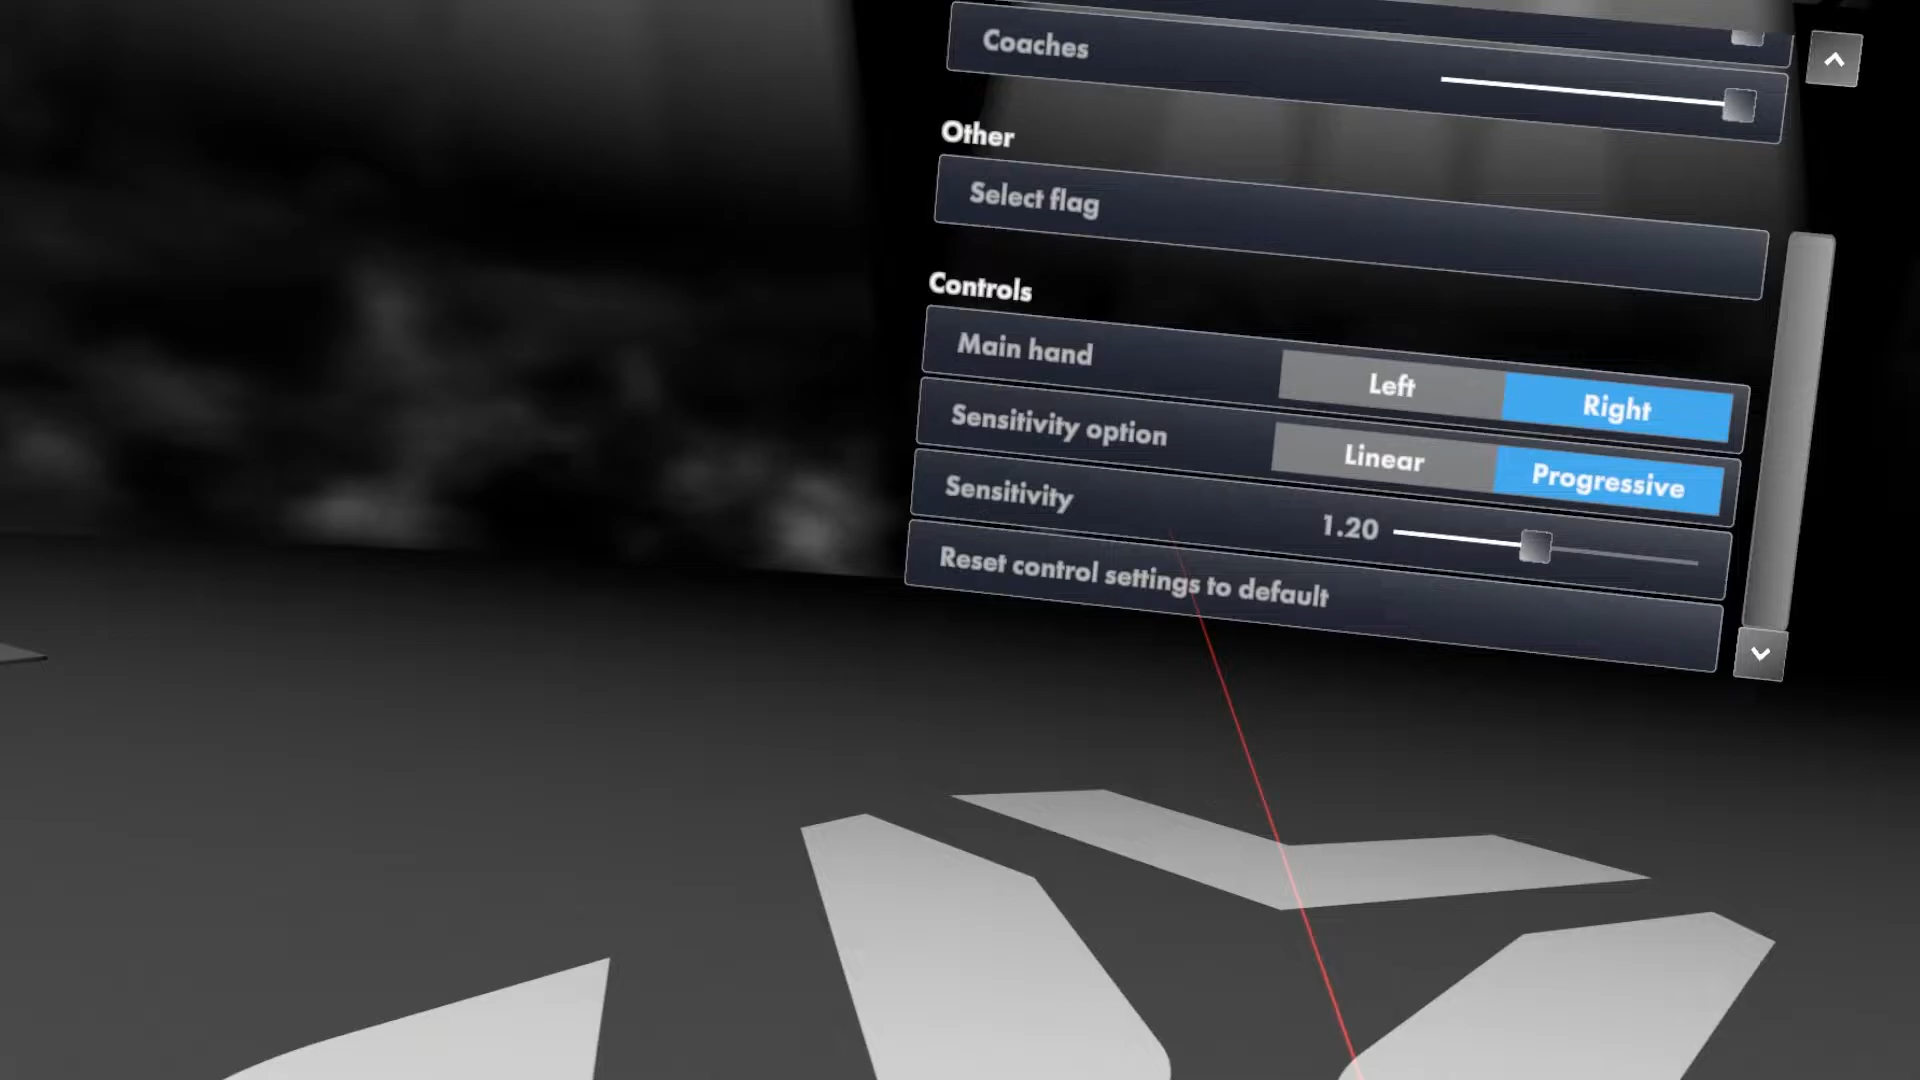 Coaches
Other
Select flag
Controls
Main hand Left Right
Sensitivity option Linear Progressive
Sensitivity 1.20
Reset control settings to default